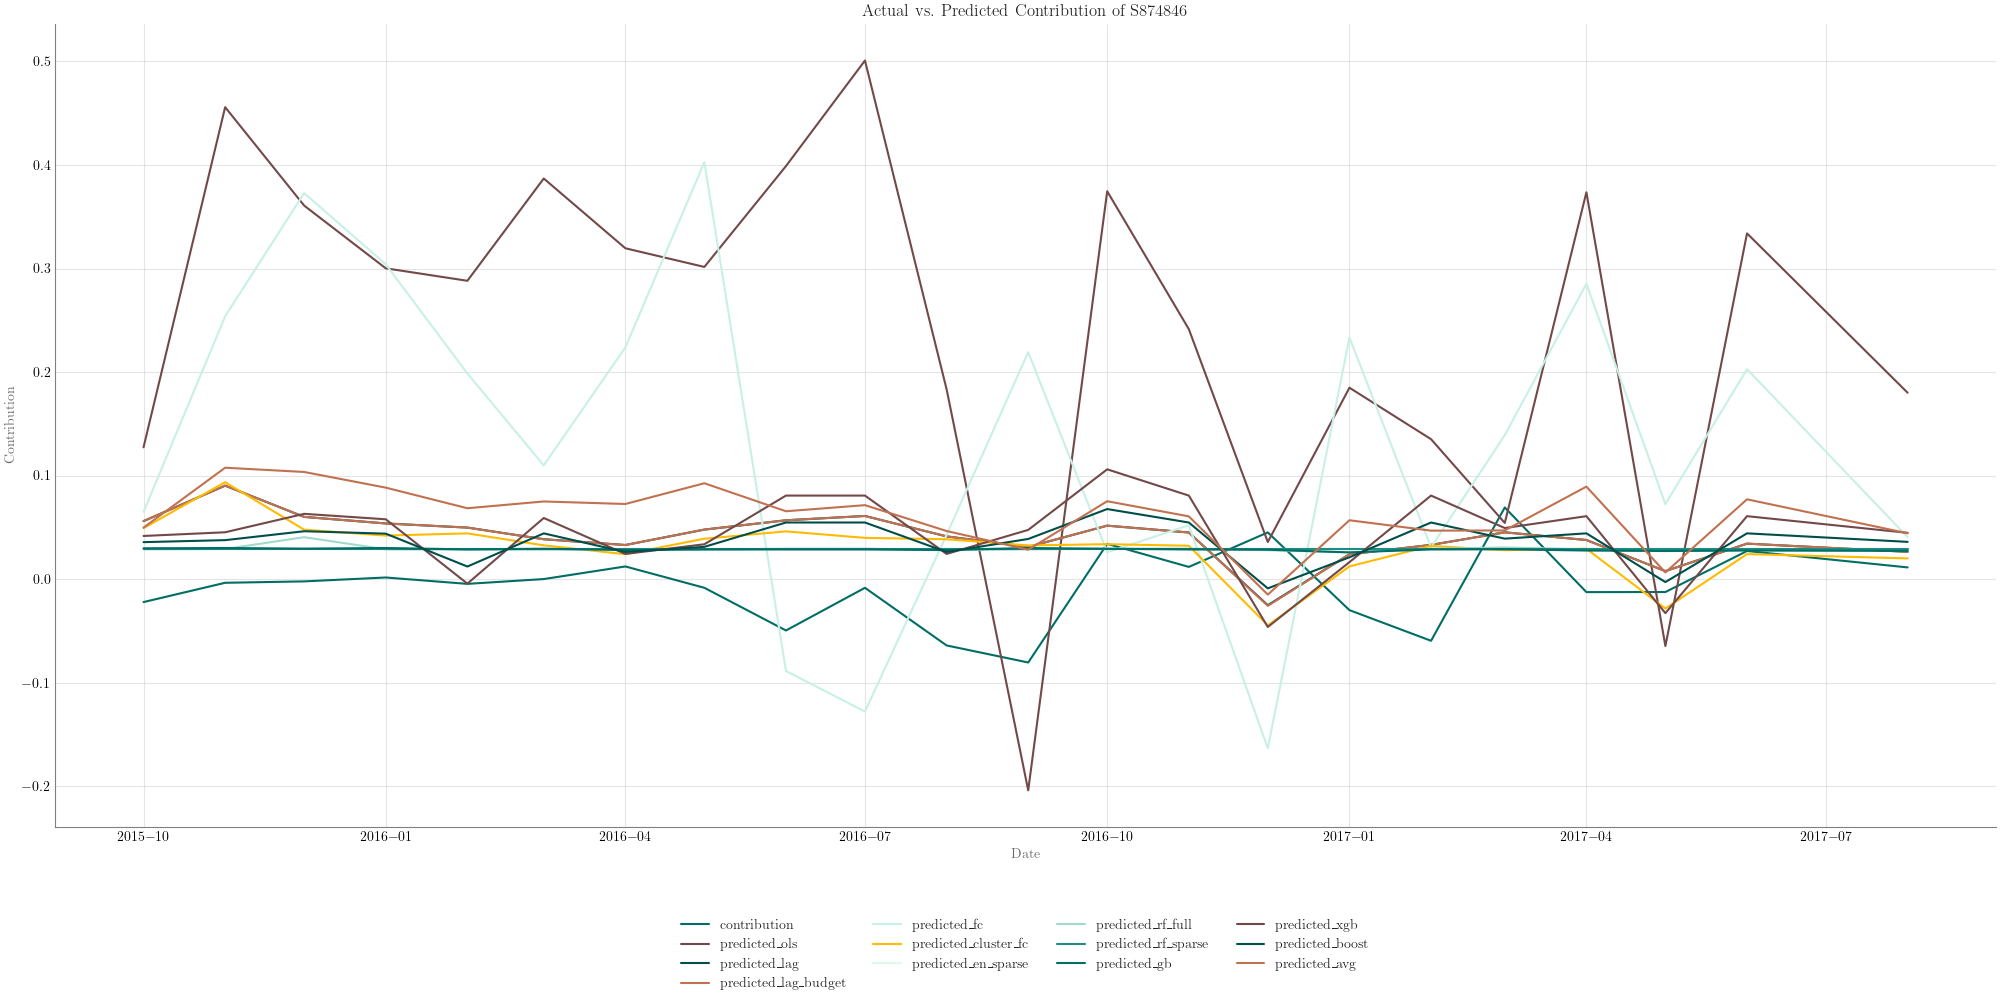 Actual vs. Predicted Contribution of S874846
0.5
0.4
0.3
0.2
0.1
0.0
−0.1
−0.2
Contribution
2015−10 2016−01 2016−04 2016−07 2016−10 2017−01 2017−04 2017−07
Date
contribution predicted_fc predicted_rf_full predicted_xgb
predicted_ols predicted_cluster_fc predicted_rf_sparse predicted_boost
predicted_lag predicted_en_sparse predicted_gb predicted_avg
predicted_lag_budget